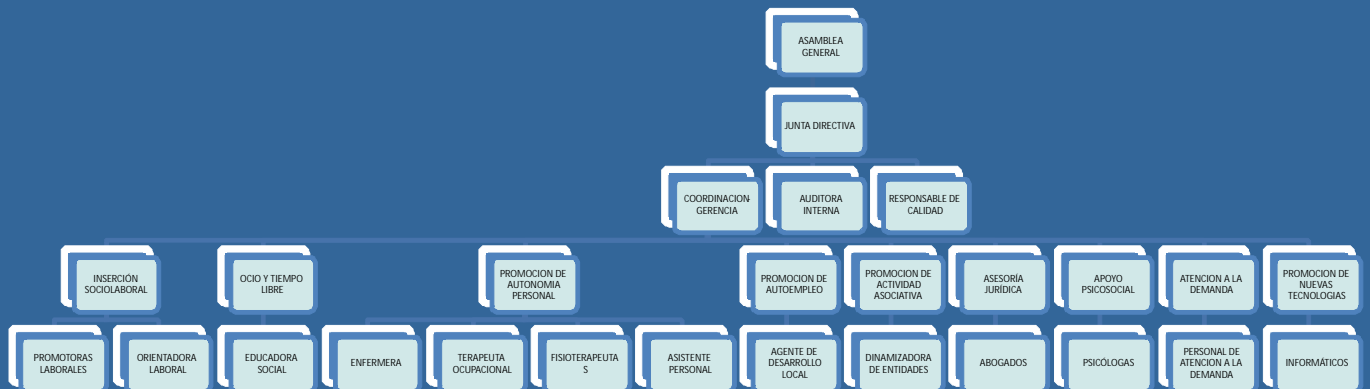 ASAMBLEA
GENERAL
JUNTA DIRECTIVA
COORDINACION-
GERENCIA
AUDITORA
INTERNA
RESPONSABLE DE
CALIDAD
INSERCIÓN
SOCIOLABORAL
OCIO Y TIEMPO
LIBRE
PROMOCION DE
AUTONOMIA
PERSONAL
PROMOCION DE
AUTOEMPLEO
PROMOCION DE
ACTIVIDAD
ASOCIATIVA
ASESORÍA
JURÍDICA
APOYO
PSICOSOCIAL
ATENCION A LA
DEMANDA
PROMOCION DE
NUEVAS
TECNOLOGIAS
PROMOTORAS
LABORALES
ORIENTADORA
LABORAL
EDUCADORA
SOCIAL
ENFERMERA
TERAPEUTA
OCUPACIONAL
FISIOTERAPEUTA
S
ASISTENTE
PERSONAL
AGENTE DE
DESARROLLO
LOCAL
DINAMIZADORA
DE ENTIDADES
ABOGADOS
PSICÓLOGAS
PERSONAL DE
ATENCION A LA
DEMANDA
INFORMÁTICOS